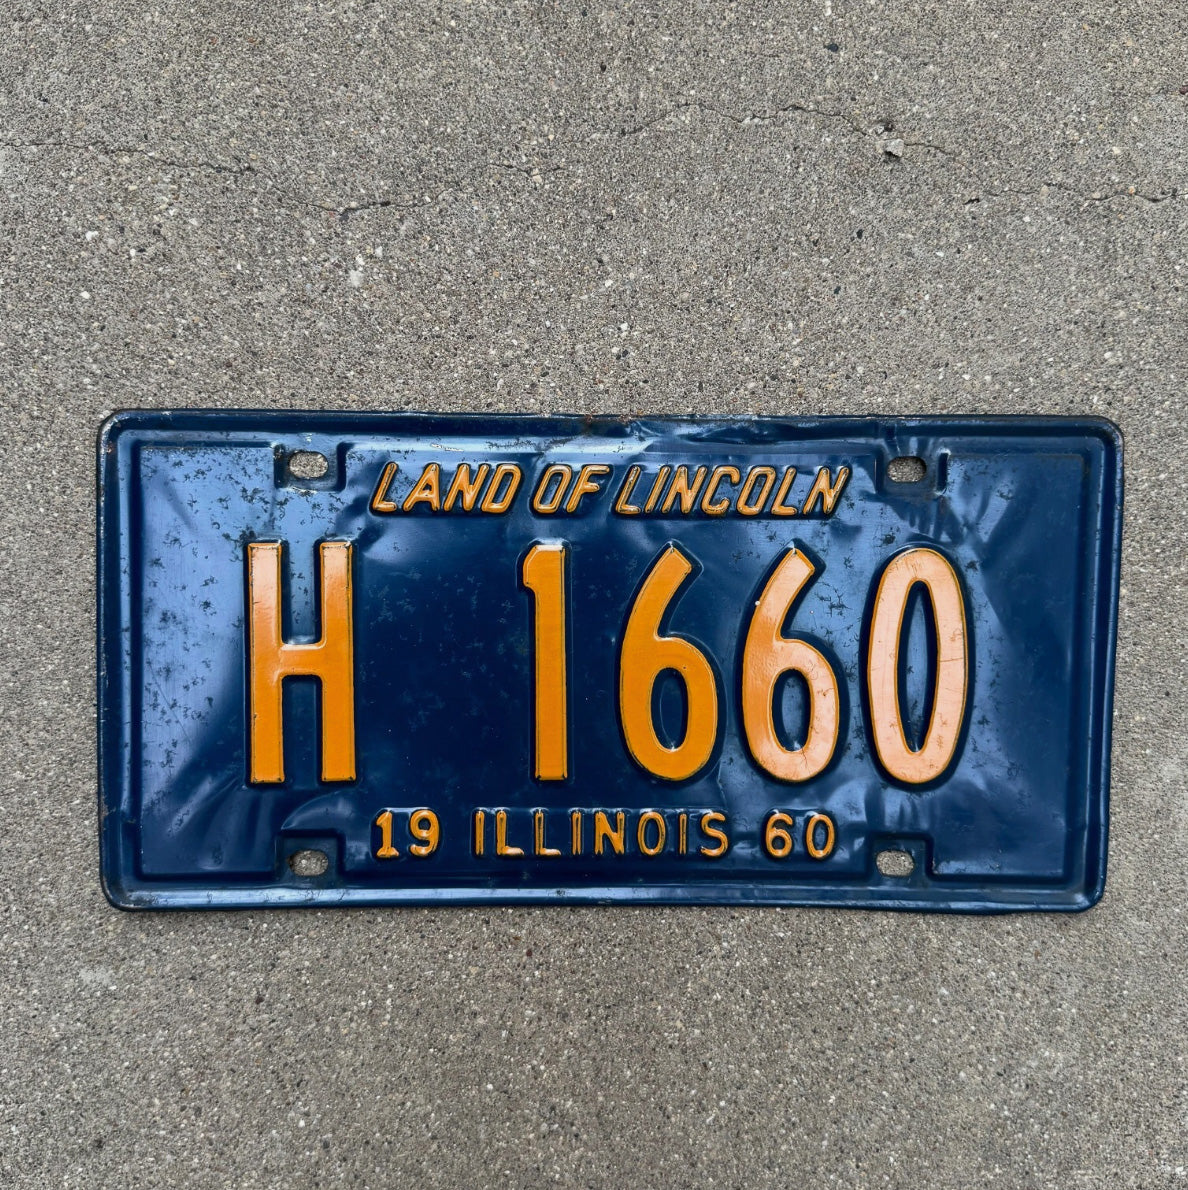 LAND OF LINCOLN
H 1660
19 ILLINOIS 60